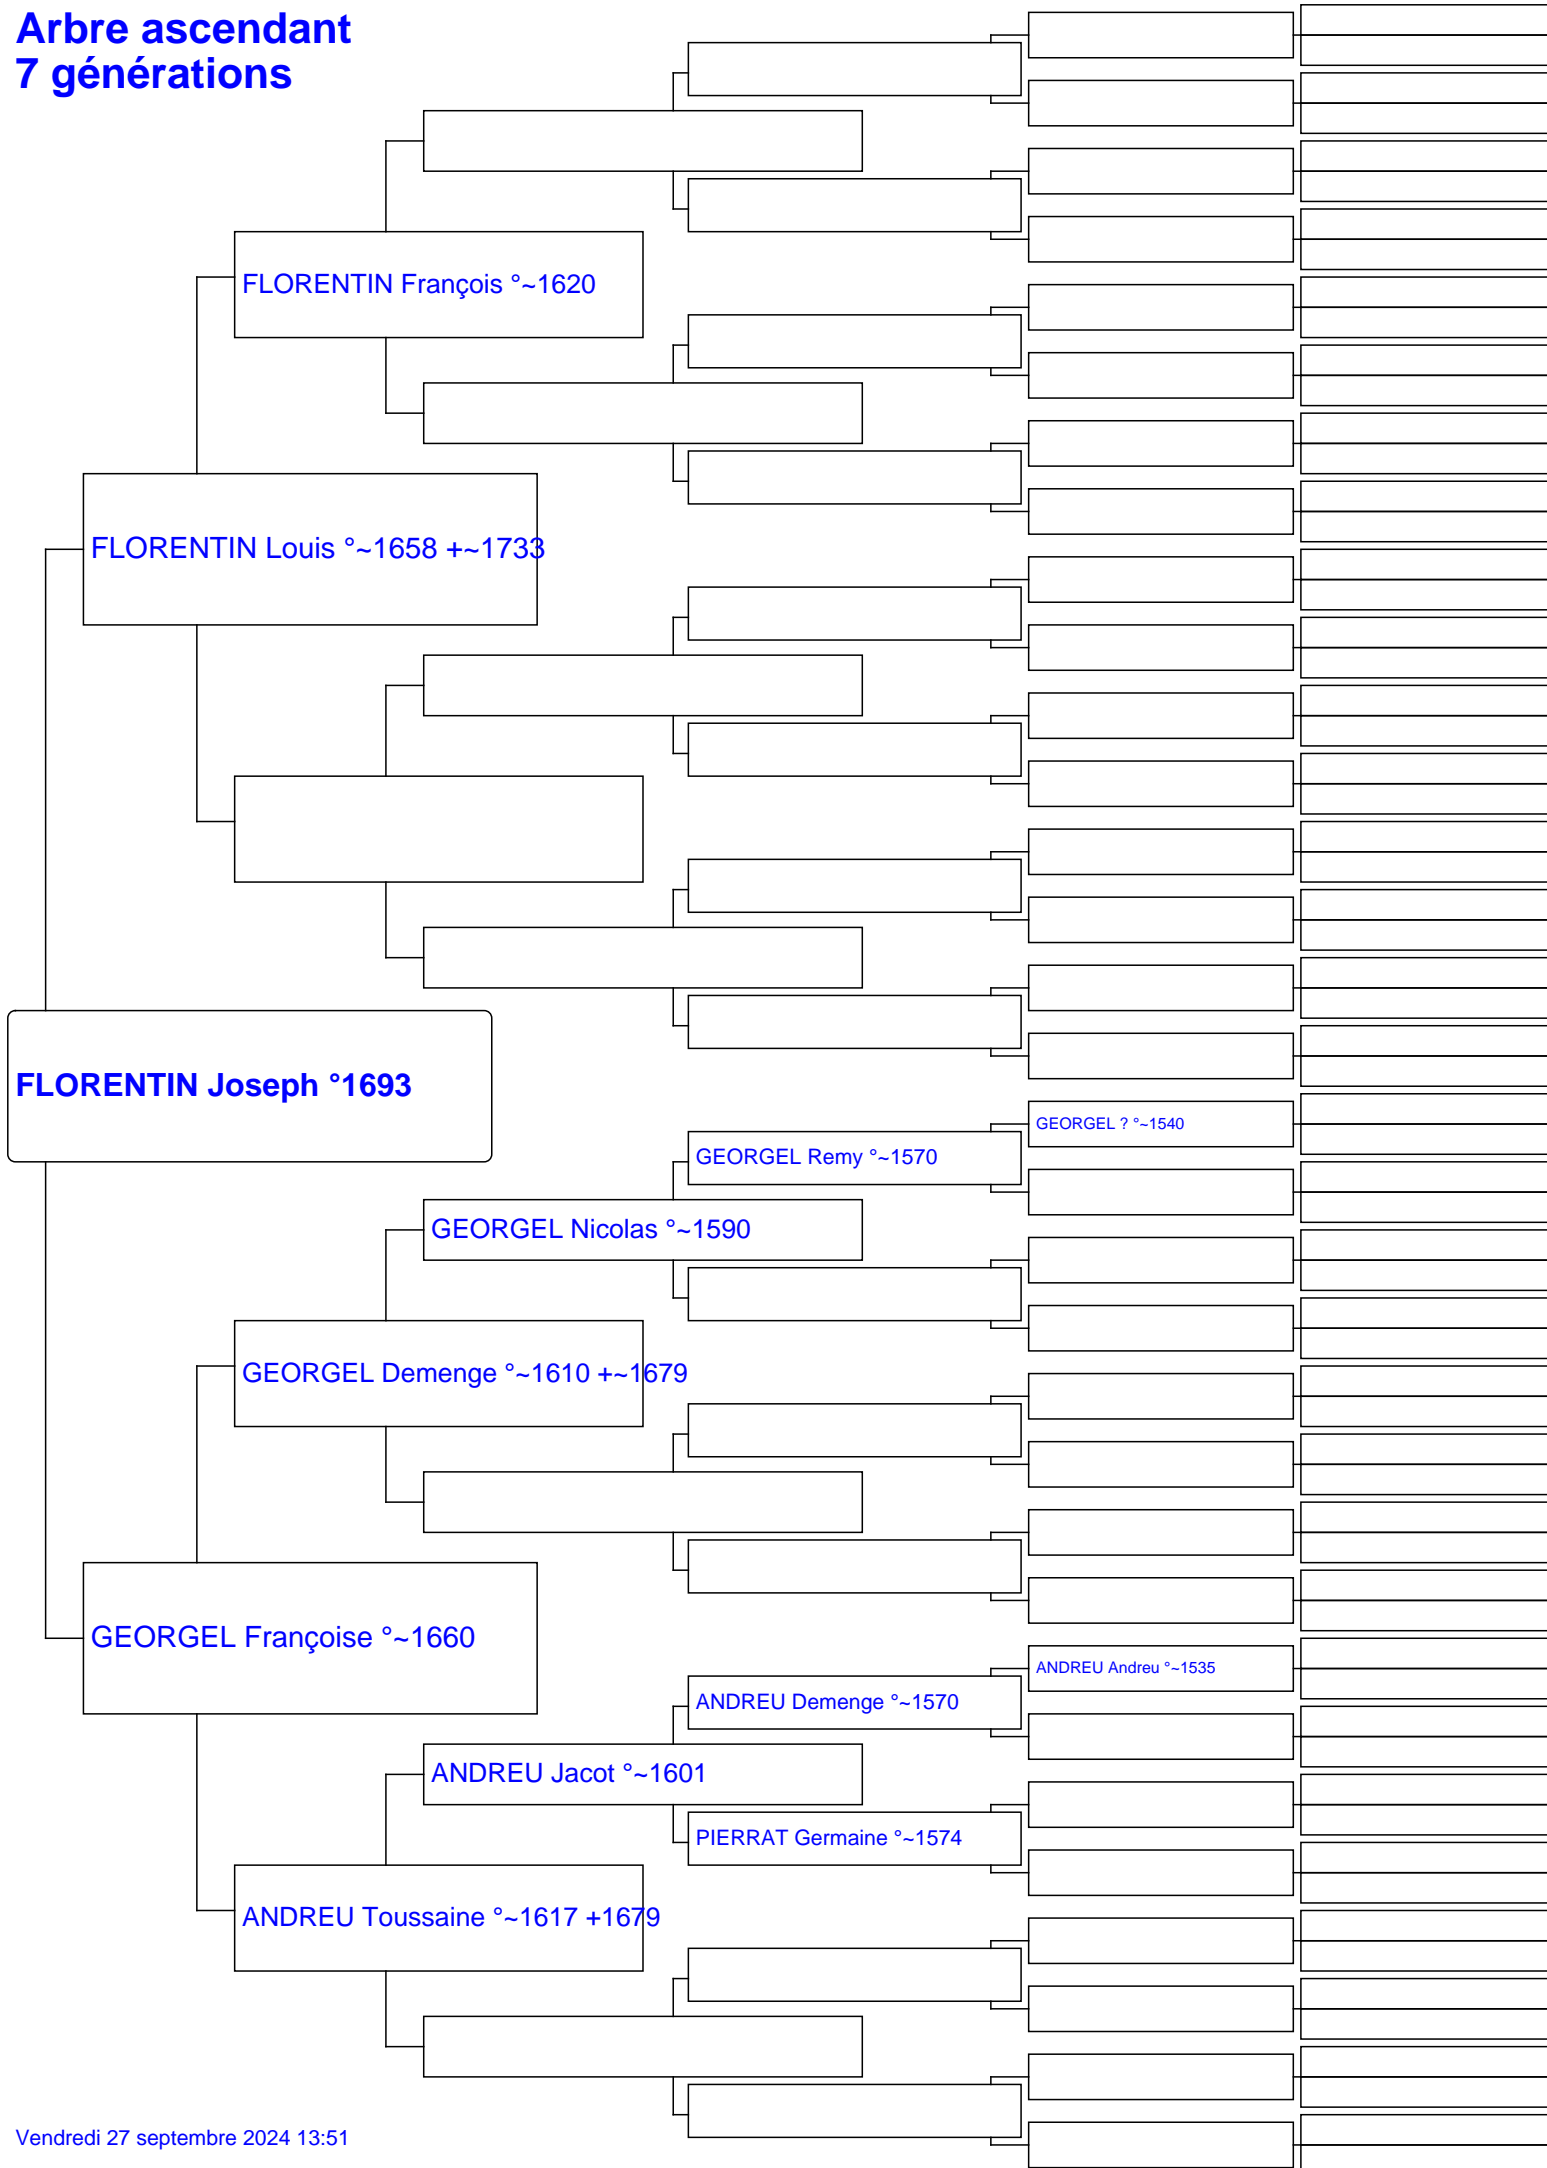 Arbre ascendant
7 générations
FLORENTIN François °~1620
FLORENTIN Louis °~1658 +~1733
FLORENTIN Joseph °1693
GEORGEL ? °~1540
GEORGEL Remy °~1570
GEORGEL Nicolas °~1590
GEORGEL Demenge °~1610 +~1679
GEORGEL Françoise °~1660
ANDREU Andreu °~1535
ANDREU Demenge °~1570
ANDREU Jacot °~1601
PIERRAT Germaine °~1574
ANDREU Toussaine °~1617 +1679
Vendredi 27 septembre 2024 13:51